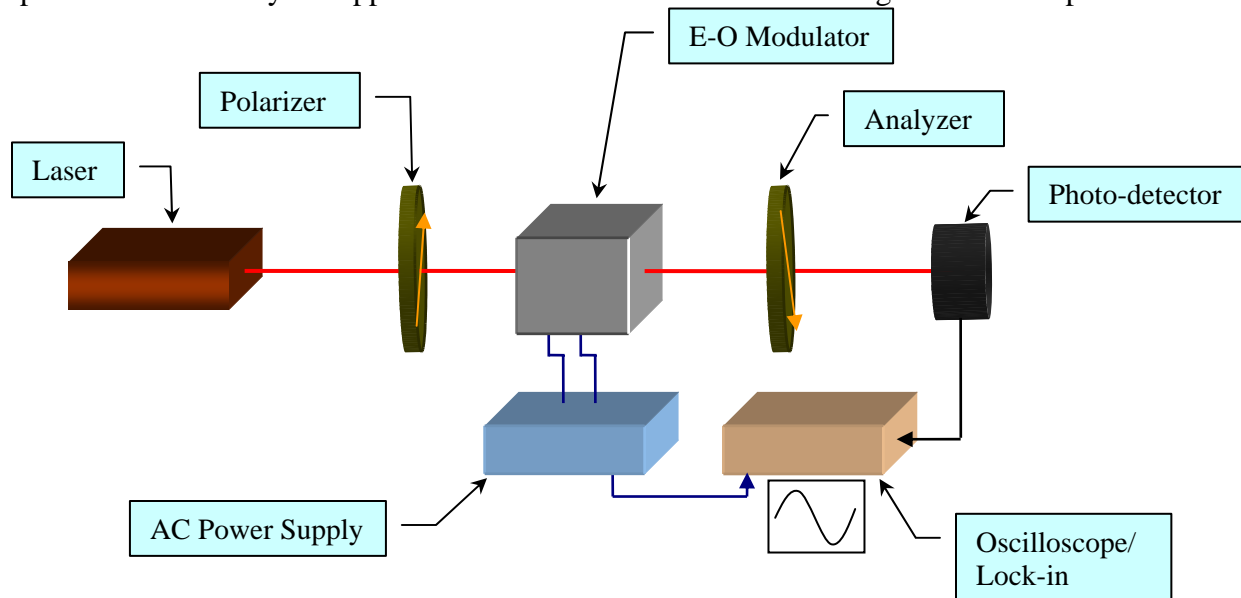 E-O Modulator
Polarizer
Analyzer
Laser
Photo-detector
AC Power Supply
Oscilloscope/
Lock-in